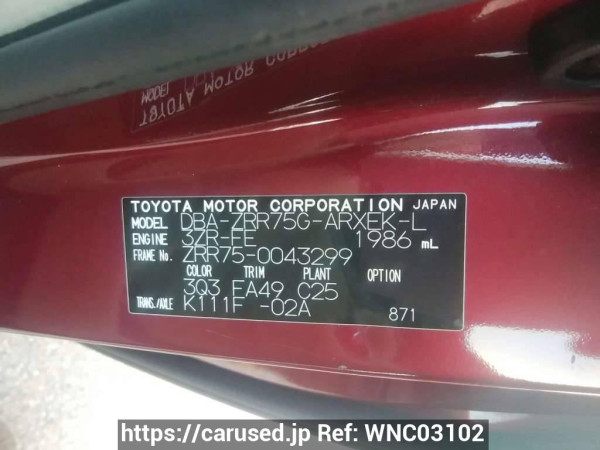 TOYOTA MOTOR CORPORATION JAPAN
MODEL DBA-ZRR75G-ARXEK-L
ENGINE 3ZR-FE 1986 mL
FRAME No. ZRR75-0043299
COLOR TRIM PLANT OPTION
3Q3 FA49 C25
TRANS./AXLE K111F -02A
871
https://carused.jp Ref: WNC03102